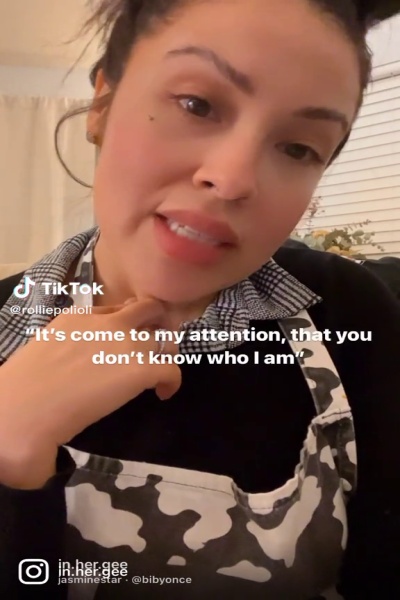 TikTok
@rolliepolioli
“It’s come to my attention, that you
don’t know who I am”
in.her.gee
jasminestar · @bibyonce